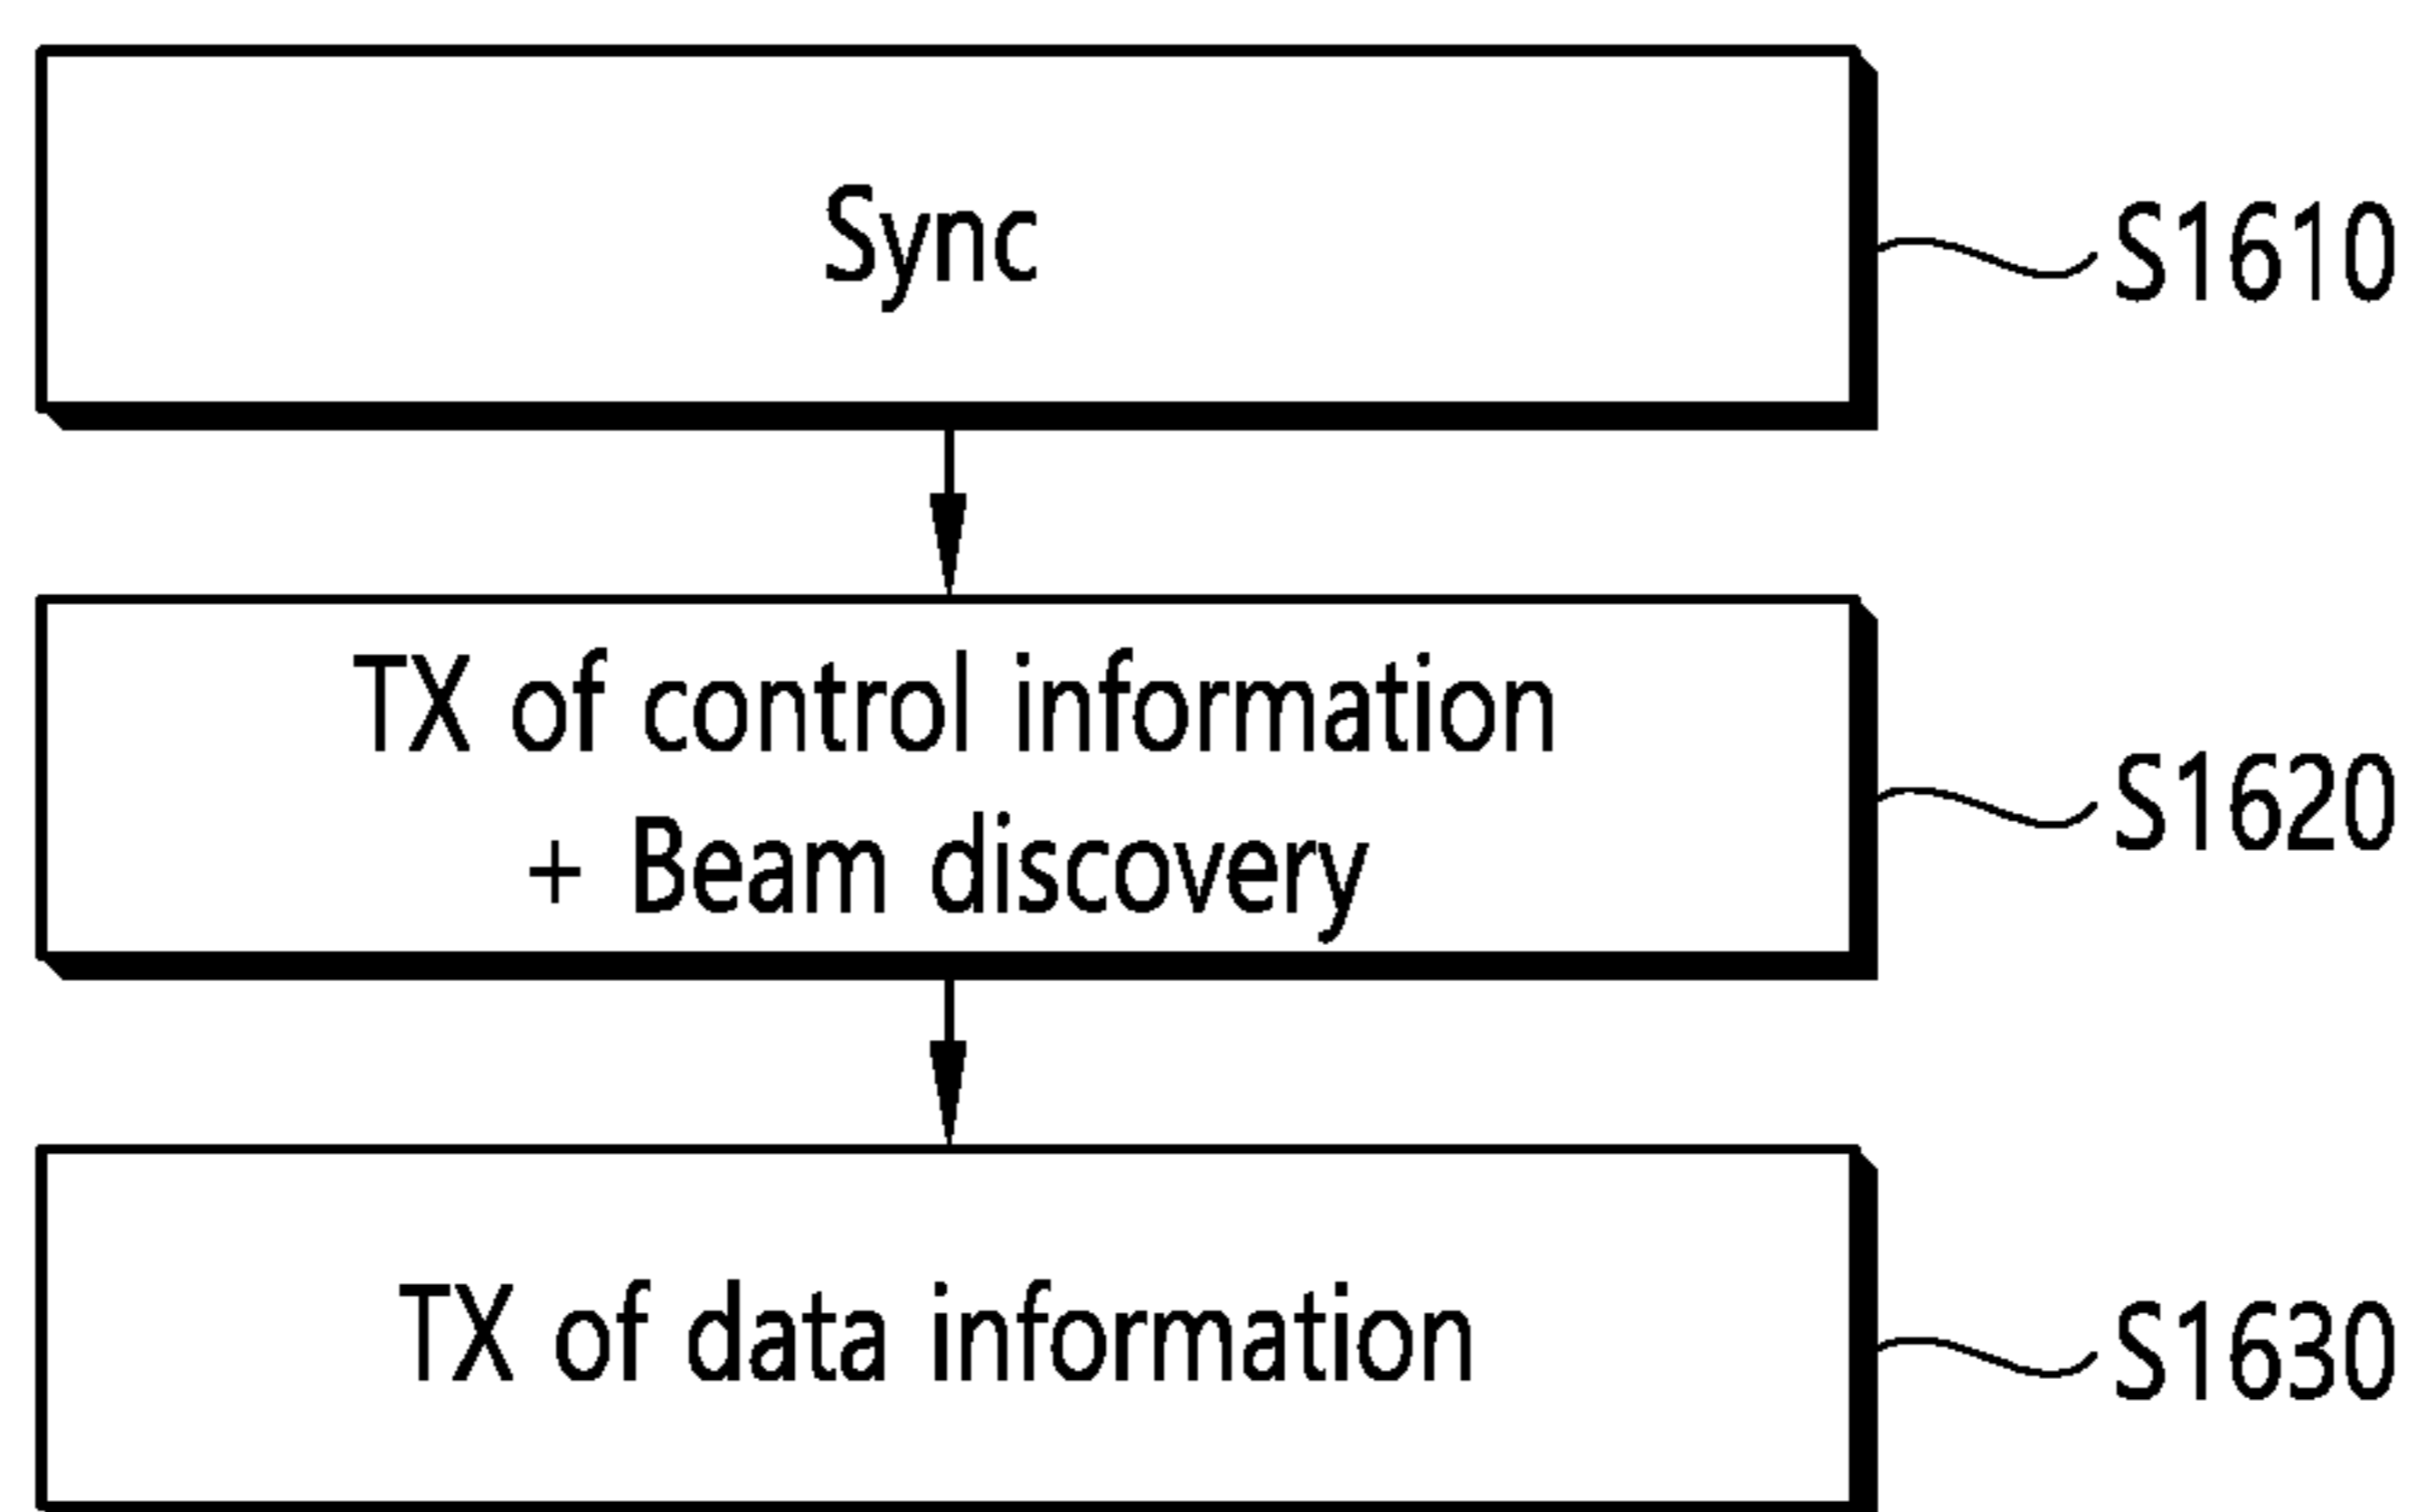 Sync
S1610
TX of control information
+ Beam discovery
S1620
TX of data information
S1630